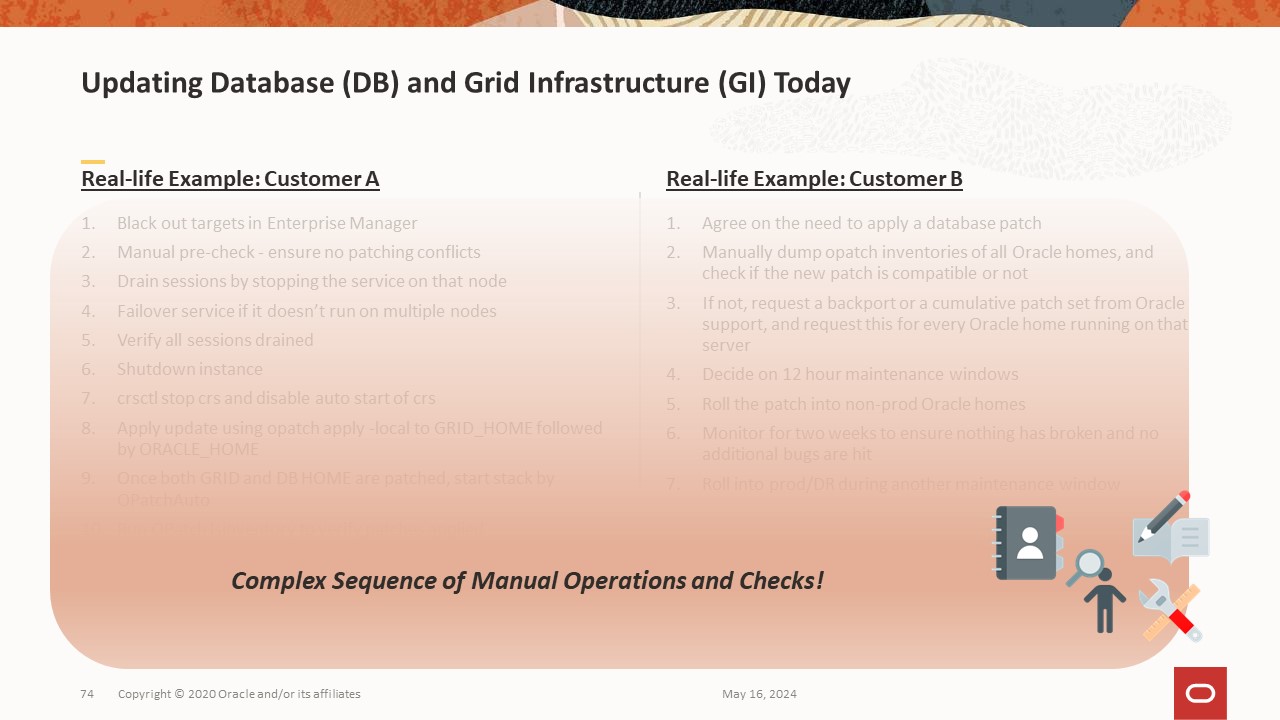 Updating Database (DB) and Grid Infrastructure (GI) Today
Real-life Example: Customer A
1. Black out targets in Enterprise Manager
2. Manual pre-check - ensure no patching conflicts
3. Drain sessions by stopping the service on that node
4. Failover service if it doesn't run on multiple nodes
5. Verify all sessions drained
6. Shutdown instance
7. crsctl stop crs and disable auto start of crs
8. Apply update using opatch apply -local to GRID_HOME followed
by ORACLE_HOME
9. Once both GRID and DB HOME are patched, start stack by
OPatchAuto
10.
Real-life Example: Customer B
1. Agree on the need to apply a database patch
2. Manually dump opatch inventories of all Oracle homes, and
check if the new patch is compatible or not
3. If not, request a backport or a cumulative patch set from Oracle
support, and request this for every Oracle home running on that
server
4. Decide on 12 hour maintenance windows
5. Roll the patch into non-prod Oracle homes
6. Monitor for two weeks to ensure nothing has broken and no
additional bugs are hit
7. Roll into prod/DR during another maintenance window
Complex Sequence of Manual Operations and Checks!
74 Copyright © 2020 Oracle and/or its affiliates
May 16, 2024